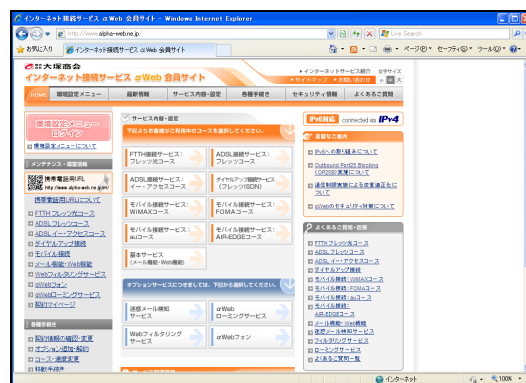 インターネット接続サービス αWeb 会員サイト - Windows Internet Explorer
http://www.alpha-web.ne.jp/
Live Search
お気に入り
インターネット接続サービス αWeb 会員サイト
ページ(P)
セーフティ(S)
ツール(O)
大塚商会
インターネット接続サービス αWeb 会員サイト
インターネット接続サービス紹介
文字サイズ
サイトマップ
お問い合わせ
HOME
環境設定メニュー
最新情報
サービス内容・設定
各種手続き
セキュリティ情報
よくあるご質問
環境設定メニュー
ログイン
環境設定メニューについて
メンテナンス・障害情報
携帯電話用URL
http://www.alpha-web.ne.jp/m/
携帯電話用URLについて
FTTH フレッツ光コース
ADSL フレッツコース
ADSL イー・アクセスコース
ダイヤルアップ接続
モバイル接続
メール機能・Web機能
Webフィルタリングサービス
αWebフォン
αWebローミングサービス
契約マイページ
各種手続き
契約情報の確認・変更
オプション追加・解約
コース・速度変更
移転手続き
サービス内容・設定
下記よりお客様がご利用中のコースを選択してください。
FTTH接続サービス:
フレッツ光コース
ADSL接続サービス:
フレッツコース
ADSL接続サービス:
イー・アクセスコース
ダイヤルアップ接続サービス
(フレッツISDN)
モバイル接続サービス:
WiMAXコース
モバイル接続サービス:
FOMAコース
モバイル接続サービス:
auコース
モバイル接続サービス:
AIR-EDGEコース
基本サービス
(メール機能・Web機能)
オプションサービスにつきましては、下記から選択してください。
迷惑メール検知
サービス
αWeb
ローミングサービス
Webフィルタリング
サービス
αWebフォン
IPv6対応 connected via IPv4
重要なご案内
IPv6への取り組みについて
Outbound Port25 Blocking
(OP25B)実施について
通信制限実施による改善適正化について
αWebのセキュリティ対策について
よくあるご質問・回答
FTTH フレッツ光コース
ADSL フレッツコース
ADSL イー・アクセスコース
ダイヤルアップ接続
モバイル接続:WiMAXコース
モバイル接続:FOMAコース
モバイル接続:auコース
モバイル接続:
AIR-EDGEコース
メール機能・Web機能
迷惑メール検知サービス
フィルタリングサービス
ローミングサービス
よくあるご質問一覧
インターネット
100%